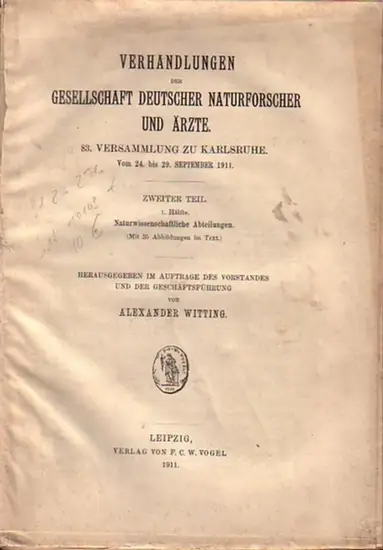 VERHANDLUNGEN
DER
GESELLSCHAFT DEUTSCHER NATURFORSCHER
UND ÄRZTE.
83. VERSAMMLUNG ZU KARLSRUHE.
Vom 24. bis 29. SEPTEMBER 1911.
ZWEITER TEIL.
1. Hälfte.
Naturwissenschaftliche Abteilungen.
(Mit 35 Abbildungen im Text.)
HERAUSGEGEBEN IM AUFTRAGE DES VORSTANDES
UND DER GESCHÄFTSFÜHRUNG
VON
ALEXANDER WITTING.
LEIPZIG,
VERLAG VON F. C. W. VOGEL
1911.